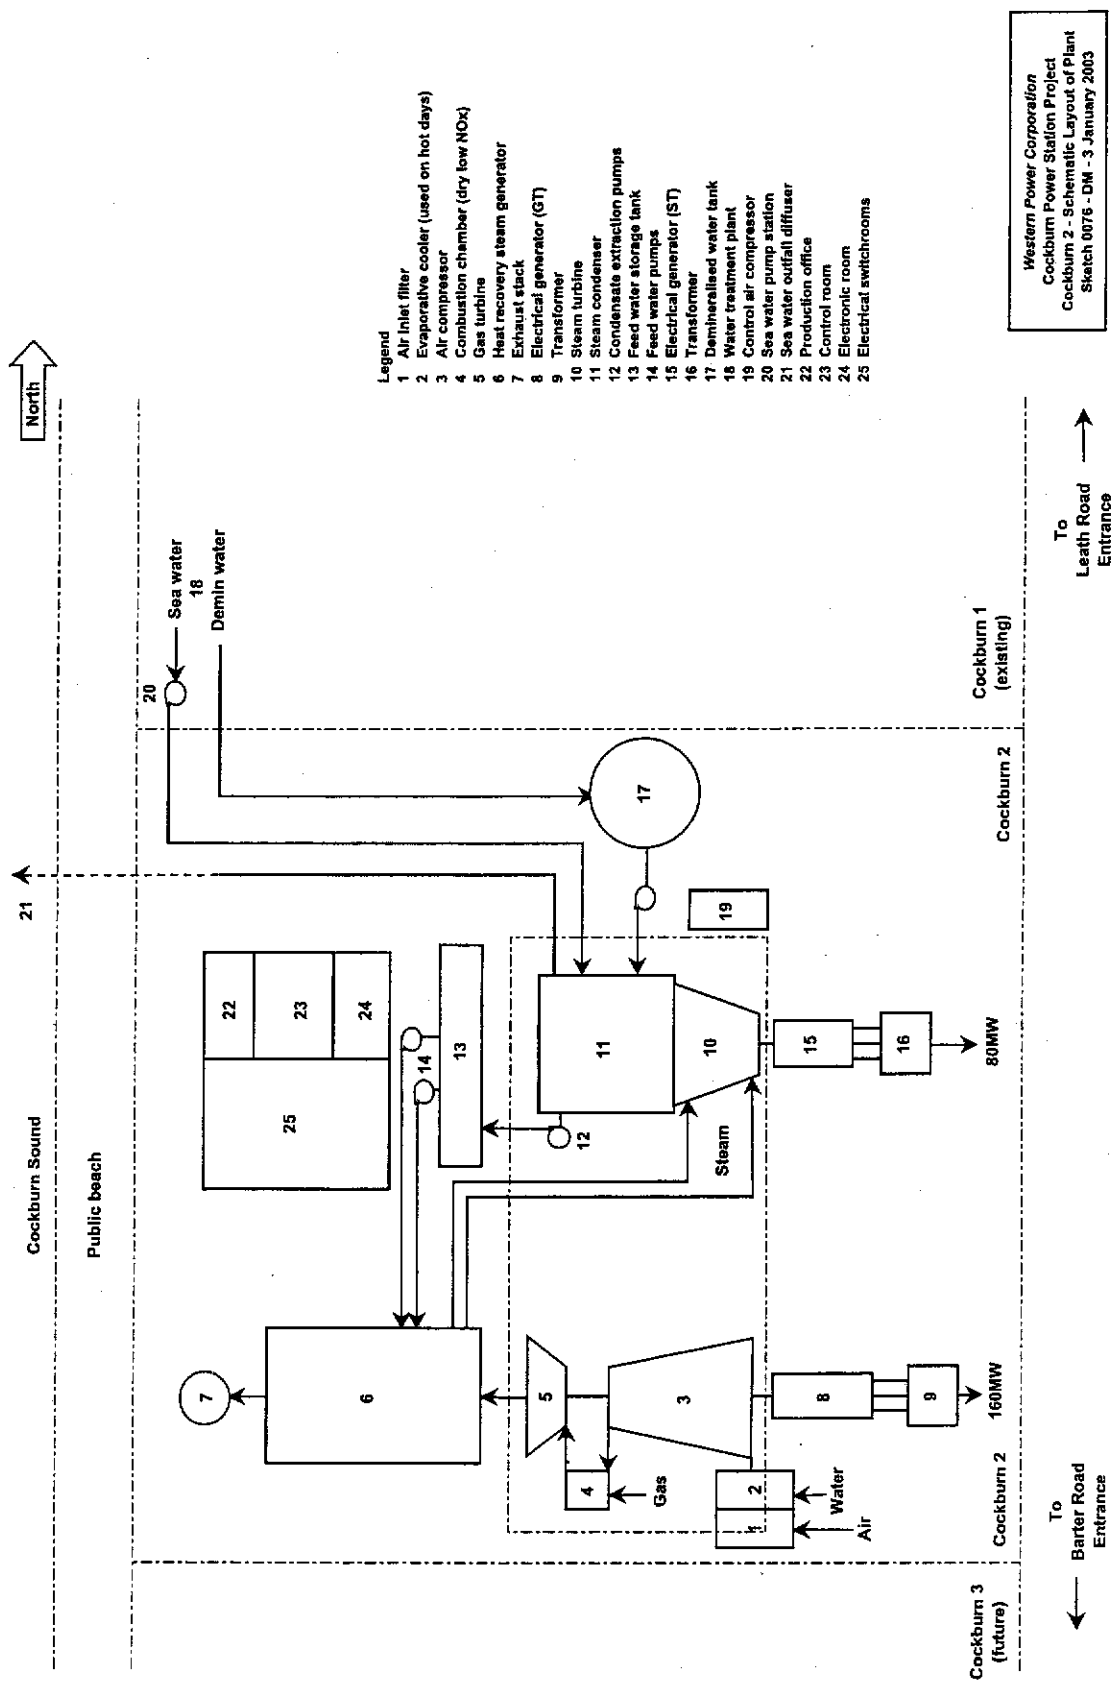 North
Cockburn Sound
21
Public beach
20
Sea water
18
Demin water
7
22
23
24
25
6
14
13
17
19
5
11
12
10
4
3
Gas
Steam
1
2
Air
Water
8
15
9
16
160MW
80MW
Cockburn 3
(future)
Cockburn 2
Cockburn 2
Cockburn 1
(existing)
To
Barter Road
Entrance
To
Leath Road
Entrance
Legend
1 Air Inlet filter
2 Evaporative cooler (used on hot days)
3 Air compressor
4 Combustion chamber (dry low NOx)
5 Gas turbine
6 Heat recovery steam generator
7 Exhaust stack
8 Electrical generator (GT)
9 Transformer
10 Steam turbine
11 Steam condenser
12 Condensate extraction pumps
13 Feed water storage tank
14 Feed water pumps
15 Electrical generator (ST)
16 Transformer
17 Demineralised water tank
18 Water treatment plant
19 Control air compressor
20 Sea water pump station
21 Sea water outfall diffuser
22 Production office
23 Control room
24 Electronic room
25 Electrical switchrooms
Western Power Corporation
Cockburn Power Station Project
Cockburn 2 - Schematic Layout of Plant
Sketch 0076 - DM - 3 January 2003